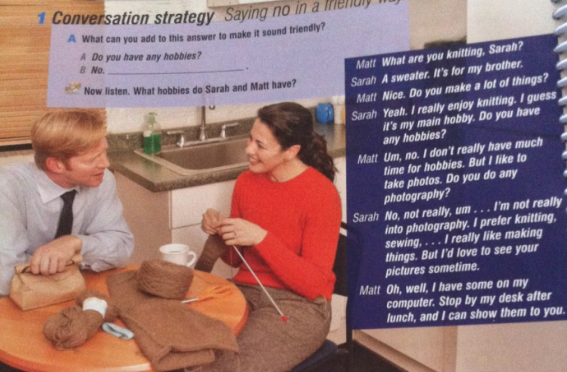 1 Conversation strategy Saying no in a friendly way
A What can you add to this answer to make it sound friendly?
A Do you have any hobbies?
B No. ______________________.
Now listen. What hobbies do Sarah and Matt have?
Matt What are you knitting, Sarah?
Sarah A sweater. It's for my brother.
Matt Nice. Do you make a lot of things?
Sarah Yeah. I really enjoy knitting. I guess
it's my main hobby. Do you have
any hobbies?
Matt Um, no. I don't really have much
time for hobbies. But I like to
take photos. Do you do any
photography?
Sarah No, not really, um . . . I'm not really
into photography. I prefer knitting,
sewing, . . . I really like making
things. But I'd love to see your
pictures sometime.
Matt Oh, well, I have some on my
computer. Stop by my desk after
lunch, and I can show them to you.